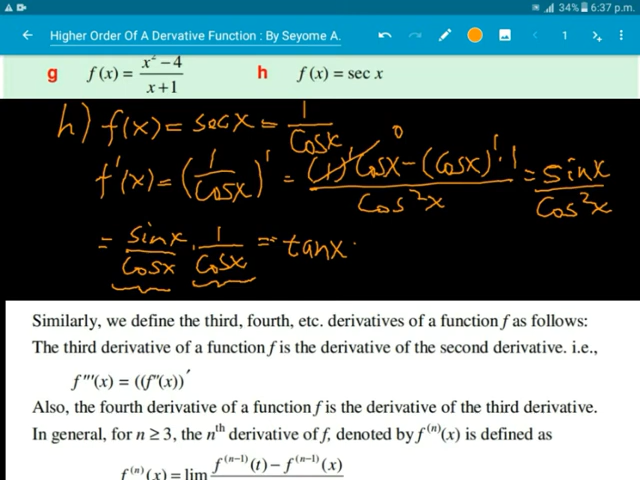 34% 6:37 p.m.
Higher Order Of A Derivative Function : By Seyome A. 1
g f(x) = x² − 4 / x + 1 h f(x) = sec x
h) f(x) = secx = 1/Cosx
f'(x) = (1/Cosx)' = (1)' Cosx − (Cosx)'·1 / Cos²x = sinx / Cos²x
0
= sinx/Cosx · 1/Cosx = tanx·
Similarly, we define the third, fourth, etc. derivatives of a function f as follows:
The third derivative of a function f is the derivative of the second derivative. i.e.,
f'''(x) = ((f''(x))′
Also, the fourth derivative of a function f is the derivative of the third derivative.
In general, for n ≥ 3, the nth derivative of f, denoted by f⁽ⁿ⁾(x) is defined as
f⁽ⁿ⁾(x) = lim f⁽ⁿ⁻¹⁾(t) − f⁽ⁿ⁻¹⁾(x)